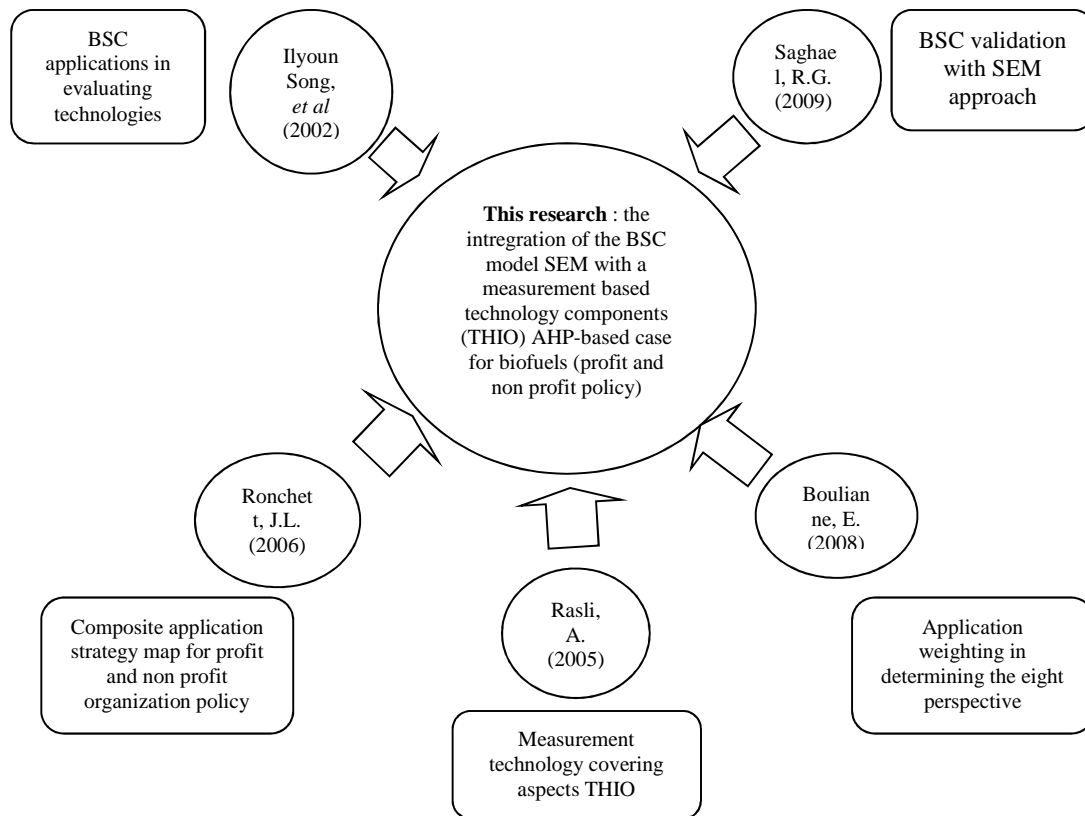 BSC
applications in
evaluating
technologies
Ilyoun
Song,
et al
(2002)
Saghae
l, R.G.
(2009)
BSC validation
with SEM
approach
This research : the
intregration of the BSC
model SEM with a
measurement based
technology components
(THIO) AHP-based case
for biofuels (profit and
non profit policy)
Ronchet
t, J.L.
(2006)
Boulian
ne, E.
(2008)
Rasli,
A.
(2005)
Composite application
strategy map for profit
and non profit
organization policy
Application
weighting in
determining the eight
perspective
Measurement
technology covering
aspects THIO